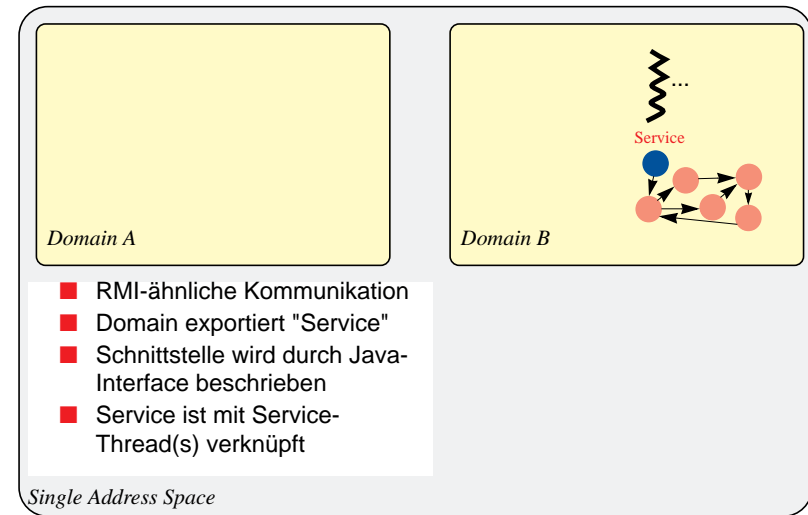 ...
Service
Domain A
Domain B
■ RMI-ähnliche Kommunikation
■ Domain exportiert "Service"
■ Schnittstelle wird durch Java-
Interface beschrieben
■ Service ist mit Service-
Thread(s) verknüpft
Single Address Space